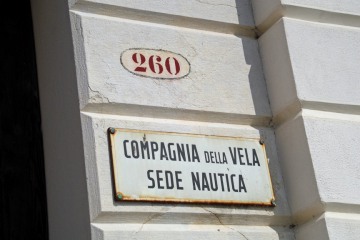 260
COMPAGNIA DELLA VELA
SEDE NAUTICA